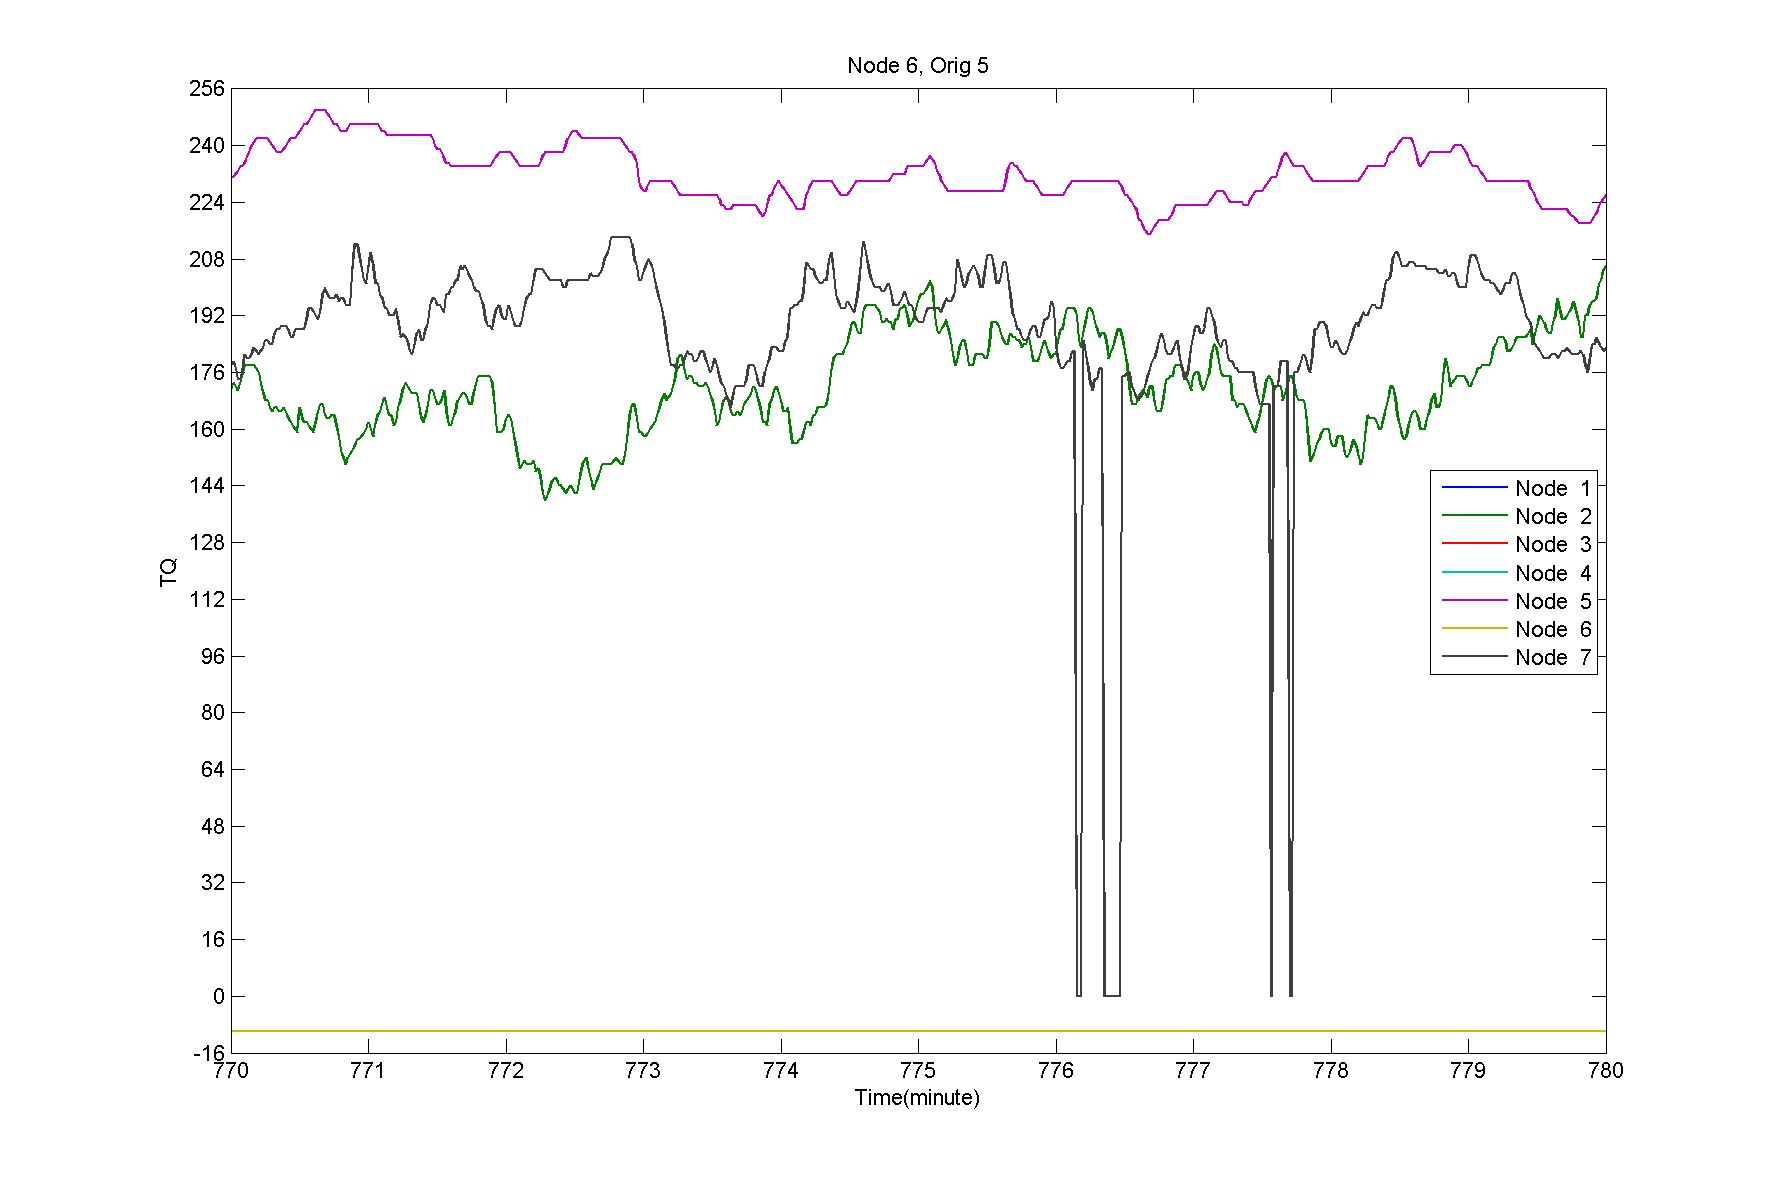 Node 6, Orig 5
256
240
224
208
192
176
160
144
128
112
96
80
64
48
32
16
0
-16
TQ
770 771 772 773 774 775 776 777 778 779 780
Time(minute)
Node 1
Node 2
Node 3
Node 4
Node 5
Node 6
Node 7